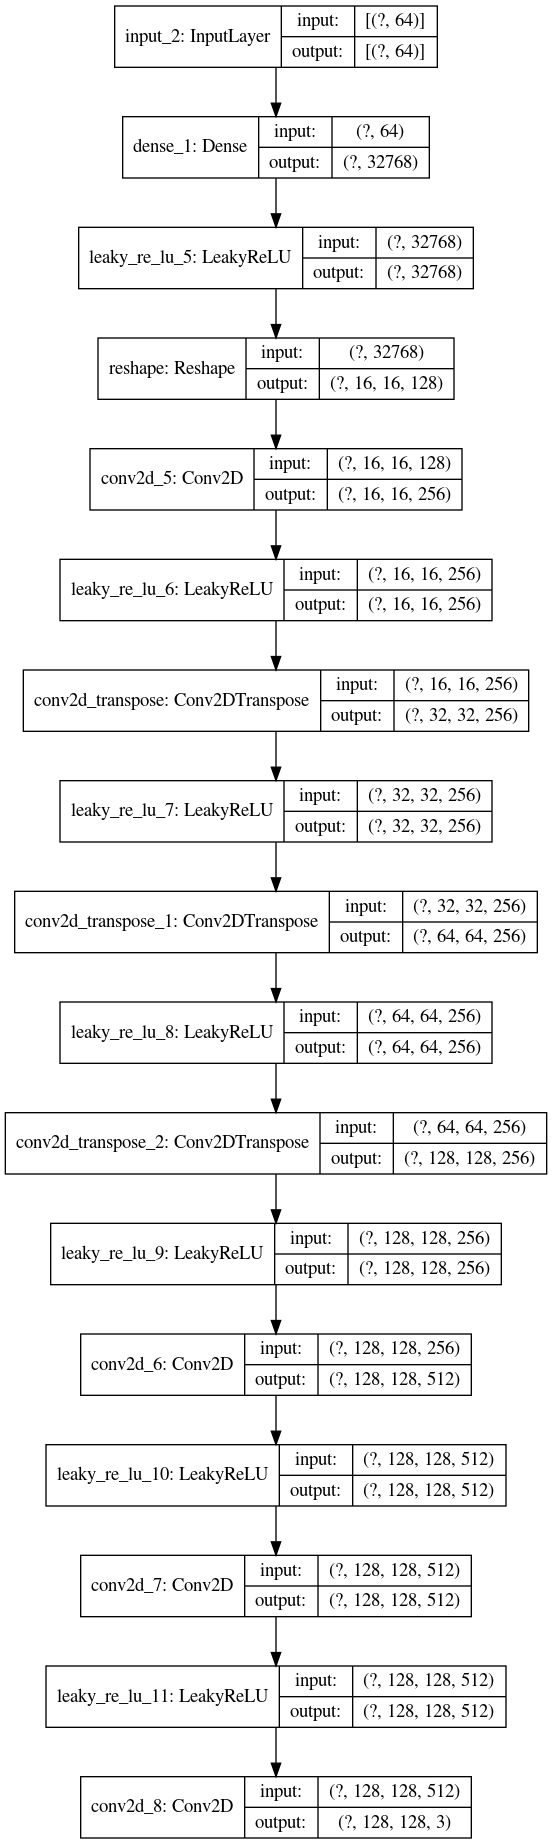 input_2: InputLayer
input: [(?, 64)]
output: [(?, 64)]
dense_1: Dense
input: (?, 64)
output: (?, 32768)
leaky_re_lu_5: LeakyReLU
input: (?, 32768)
output: (?, 32768)
reshape: Reshape
input: (?, 32768)
output: (?, 16, 16, 128)
conv2d_5: Conv2D
input: (?, 16, 16, 128)
output: (?, 16, 16, 256)
leaky_re_lu_6: LeakyReLU
input: (?, 16, 16, 256)
output: (?, 16, 16, 256)
conv2d_transpose: Conv2DTranspose
input: (?, 16, 16, 256)
output: (?, 32, 32, 256)
leaky_re_lu_7: LeakyReLU
input: (?, 32, 32, 256)
output: (?, 32, 32, 256)
conv2d_transpose_1: Conv2DTranspose
input: (?, 32, 32, 256)
output: (?, 64, 64, 256)
leaky_re_lu_8: LeakyReLU
input: (?, 64, 64, 256)
output: (?, 64, 64, 256)
conv2d_transpose_2: Conv2DTranspose
input: (?, 64, 64, 256)
output: (?, 128, 128, 256)
leaky_re_lu_9: LeakyReLU
input: (?, 128, 128, 256)
output: (?, 128, 128, 256)
conv2d_6: Conv2D
input: (?, 128, 128, 256)
output: (?, 128, 128, 512)
leaky_re_lu_10: LeakyReLU
input: (?, 128, 128, 512)
output: (?, 128, 128, 512)
conv2d_7: Conv2D
input: (?, 128, 128, 512)
output: (?, 128, 128, 512)
leaky_re_lu_11: LeakyReLU
input: (?, 128, 128, 512)
output: (?, 128, 128, 512)
conv2d_8: Conv2D
input: (?, 128, 128, 512)
output: (?, 128, 128, 3)